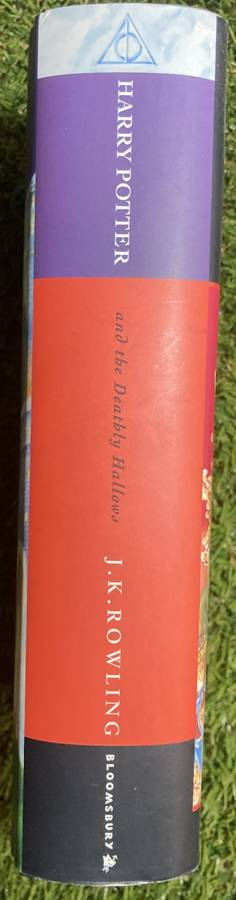 HARRY POTTER
and the Deathly Hallows
J.K.ROWLING
BLOOMSBURY